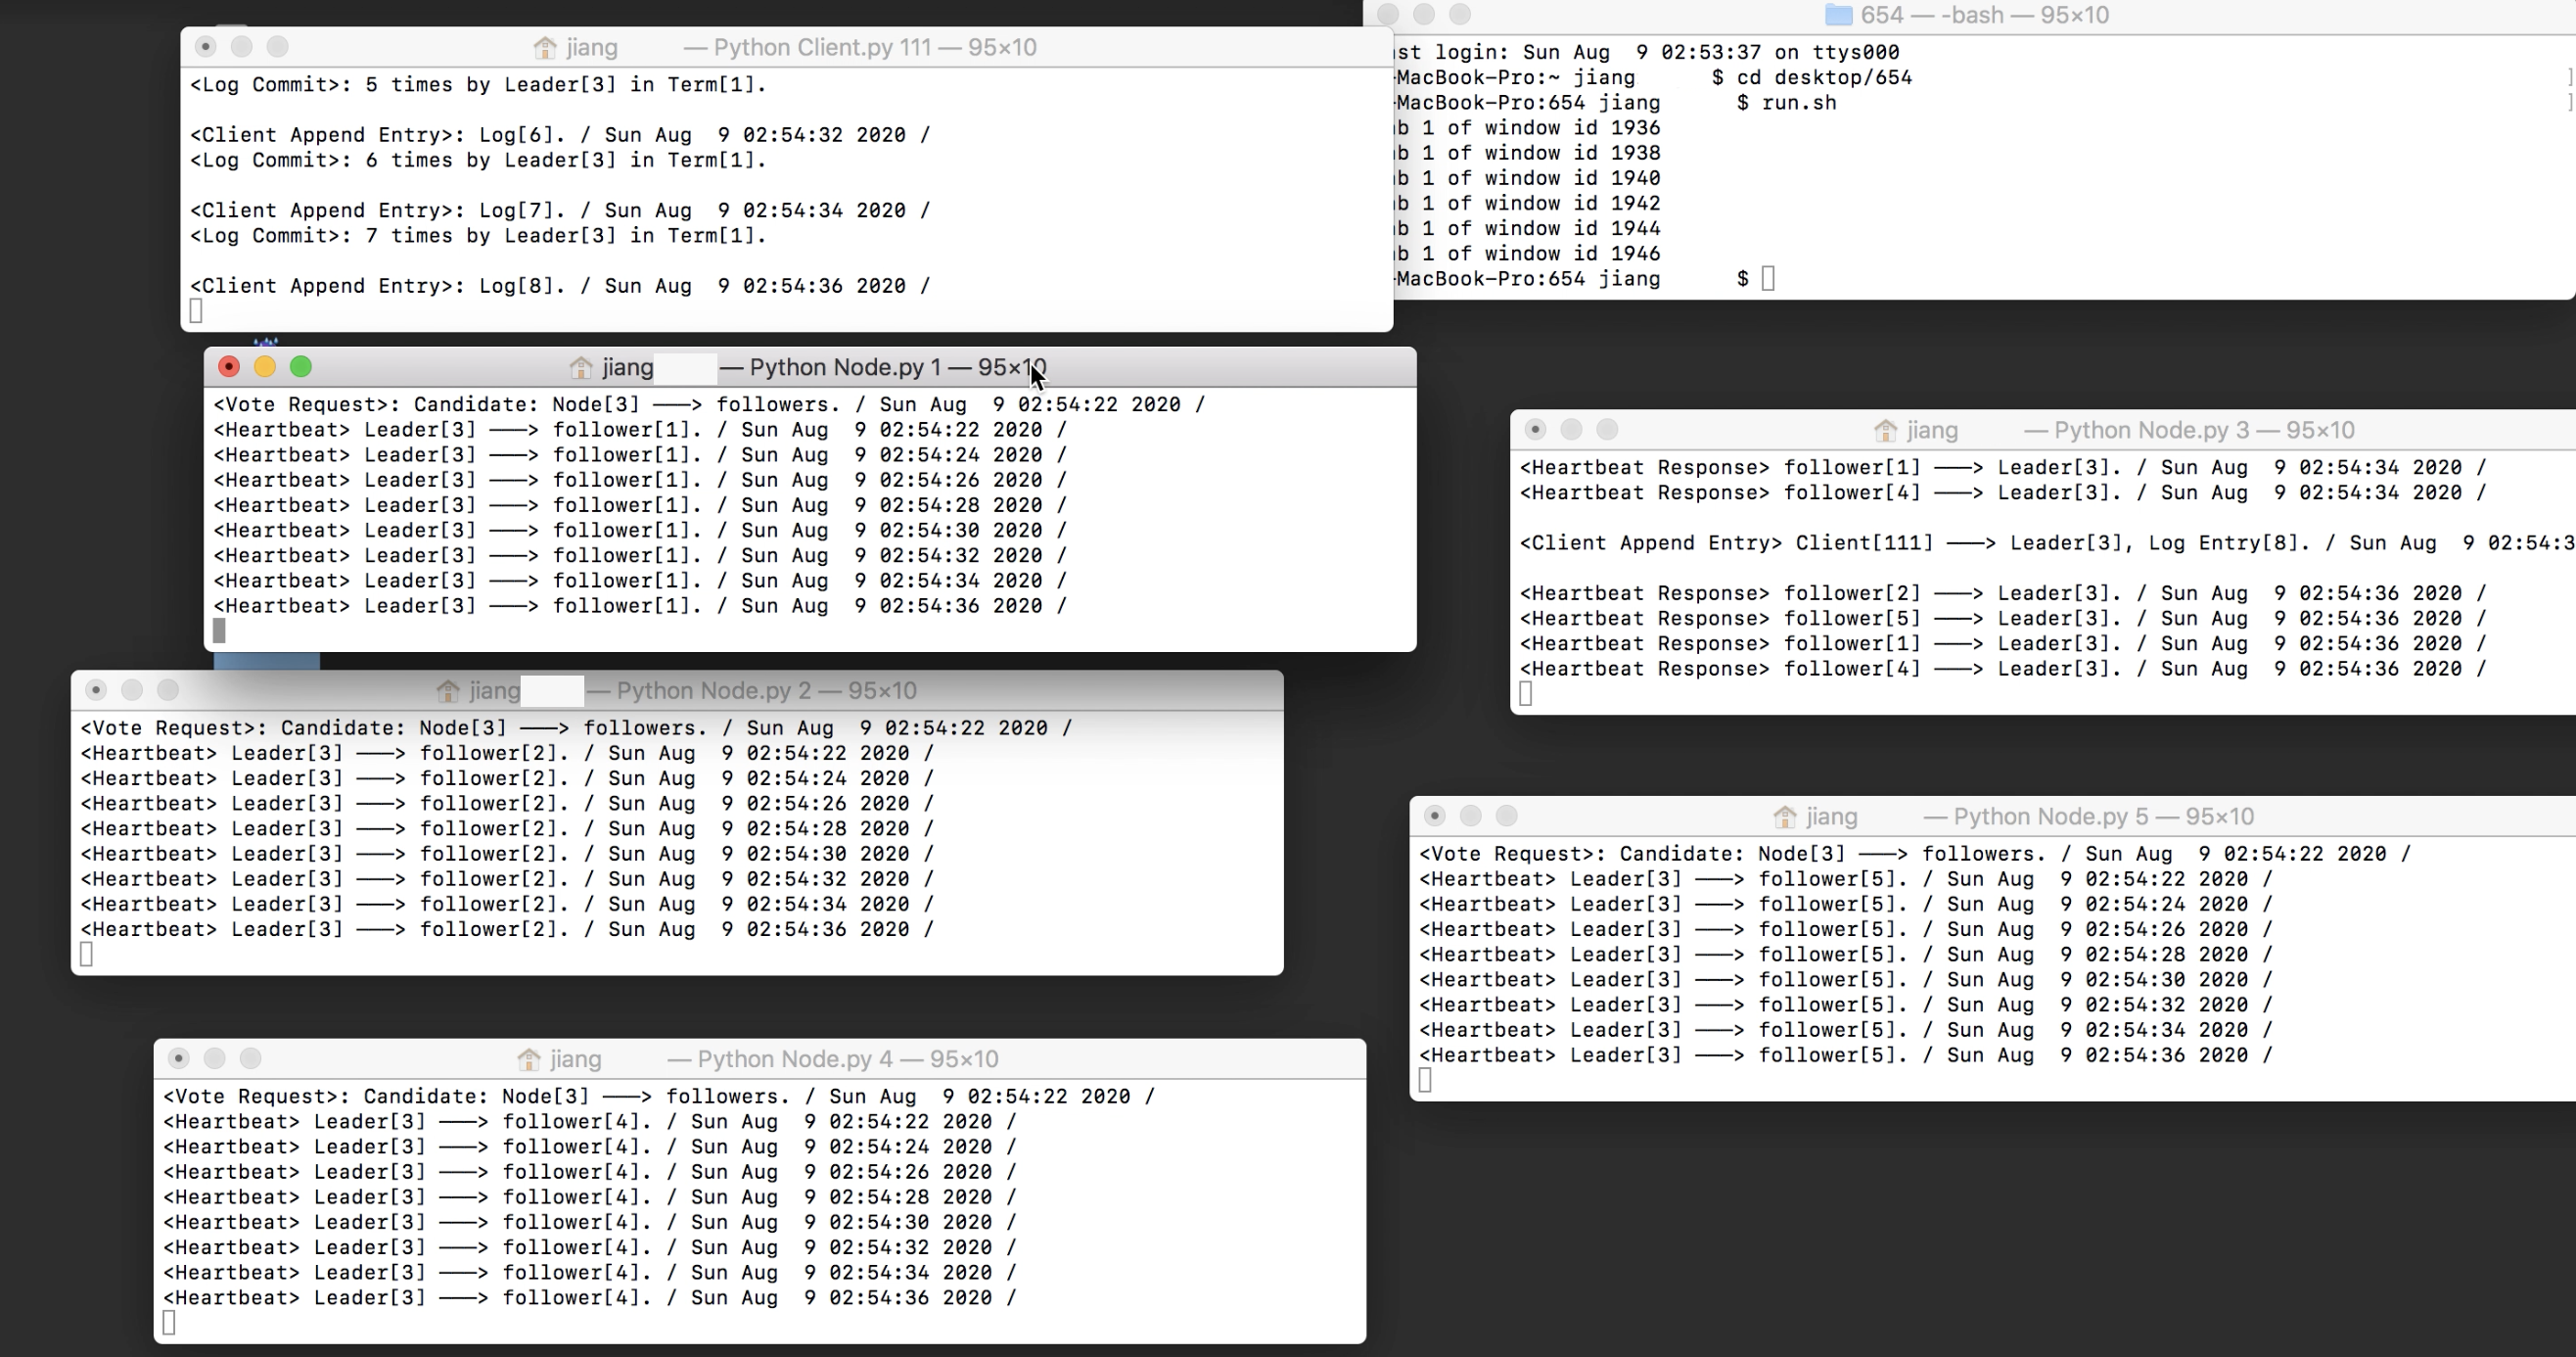 jiang — Python Client.py 111 — 95×10
<Log Commit>: 5 times by Leader[3] in Term[1].
<Client Append Entry>: Log[6]. / Sun Aug  9 02:54:32 2020 /
<Log Commit>: 6 times by Leader[3] in Term[1].
<Client Append Entry>: Log[7]. / Sun Aug  9 02:54:34 2020 /
<Log Commit>: 7 times by Leader[3] in Term[1].
<Client Append Entry>: Log[8]. / Sun Aug  9 02:54:36 2020 /
654 — -bash — 95×10
login: Sun Aug  9 02:53:37 on ttys000
-MacBook-Pro:~ jiang $ cd desktop/654
-MacBook-Pro:654 jiang $ run.sh
1 of window id 1936
1 of window id 1938
1 of window id 1940
1 of window id 1942
1 of window id 1944
1 of window id 1946
-MacBook-Pro:654 jiang $
jiang — Python Node.py 1 — 95×10
<Vote Request>: Candidate: Node[3] ———> followers. / Sun Aug  9 02:54:22 2020 /
<Heartbeat> Leader[3] ———> follower[1]. / Sun Aug  9 02:54:22 2020 /
<Heartbeat> Leader[3] ———> follower[1]. / Sun Aug  9 02:54:24 2020 /
<Heartbeat> Leader[3] ———> follower[1]. / Sun Aug  9 02:54:26 2020 /
<Heartbeat> Leader[3] ———> follower[1]. / Sun Aug  9 02:54:28 2020 /
<Heartbeat> Leader[3] ———> follower[1]. / Sun Aug  9 02:54:30 2020 /
<Heartbeat> Leader[3] ———> follower[1]. / Sun Aug  9 02:54:32 2020 /
<Heartbeat> Leader[3] ———> follower[1]. / Sun Aug  9 02:54:34 2020 /
<Heartbeat> Leader[3] ———> follower[1]. / Sun Aug  9 02:54:36 2020 /
jiang — Python Node.py 3 — 95×10
<Heartbeat Response> follower[1] ———> Leader[3]. / Sun Aug  9 02:54:34 2020 /
<Heartbeat Response> follower[4] ———> Leader[3]. / Sun Aug  9 02:54:34 2020 /
<Client Append Entry> Client[111] ———> Leader[3], Log Entry[8]. / Sun Aug  9 02:54:3
<Heartbeat Response> follower[2] ———> Leader[3]. / Sun Aug  9 02:54:36 2020 /
<Heartbeat Response> follower[5] ———> Leader[3]. / Sun Aug  9 02:54:36 2020 /
<Heartbeat Response> follower[1] ———> Leader[3]. / Sun Aug  9 02:54:36 2020 /
<Heartbeat Response> follower[4] ———> Leader[3]. / Sun Aug  9 02:54:36 2020 /
jiang — Python Node.py 2 — 95×10
<Vote Request>: Candidate: Node[3] ———> followers. / Sun Aug  9 02:54:22 2020 /
<Heartbeat> Leader[3] ———> follower[2]. / Sun Aug  9 02:54:22 2020 /
<Heartbeat> Leader[3] ———> follower[2]. / Sun Aug  9 02:54:24 2020 /
<Heartbeat> Leader[3] ———> follower[2]. / Sun Aug  9 02:54:26 2020 /
<Heartbeat> Leader[3] ———> follower[2]. / Sun Aug  9 02:54:28 2020 /
<Heartbeat> Leader[3] ———> follower[2]. / Sun Aug  9 02:54:30 2020 /
<Heartbeat> Leader[3] ———> follower[2]. / Sun Aug  9 02:54:32 2020 /
<Heartbeat> Leader[3] ———> follower[2]. / Sun Aug  9 02:54:34 2020 /
<Heartbeat> Leader[3] ———> follower[2]. / Sun Aug  9 02:54:36 2020 /
jiang — Python Node.py 5 — 95×10
<Vote Request>: Candidate: Node[3] ———> followers. / Sun Aug  9 02:54:22 2020 /
<Heartbeat> Leader[3] ———> follower[5]. / Sun Aug  9 02:54:22 2020 /
<Heartbeat> Leader[3] ———> follower[5]. / Sun Aug  9 02:54:24 2020 /
<Heartbeat> Leader[3] ———> follower[5]. / Sun Aug  9 02:54:26 2020 /
<Heartbeat> Leader[3] ———> follower[5]. / Sun Aug  9 02:54:28 2020 /
<Heartbeat> Leader[3] ———> follower[5]. / Sun Aug  9 02:54:30 2020 /
<Heartbeat> Leader[3] ———> follower[5]. / Sun Aug  9 02:54:32 2020 /
<Heartbeat> Leader[3] ———> follower[5]. / Sun Aug  9 02:54:34 2020 /
<Heartbeat> Leader[3] ———> follower[5]. / Sun Aug  9 02:54:36 2020 /
jiang — Python Node.py 4 — 95×10
<Vote Request>: Candidate: Node[3] ———> followers. / Sun Aug  9 02:54:22 2020 /
<Heartbeat> Leader[3] ———> follower[4]. / Sun Aug  9 02:54:22 2020 /
<Heartbeat> Leader[3] ———> follower[4]. / Sun Aug  9 02:54:24 2020 /
<Heartbeat> Leader[3] ———> follower[4]. / Sun Aug  9 02:54:26 2020 /
<Heartbeat> Leader[3] ———> follower[4]. / Sun Aug  9 02:54:28 2020 /
<Heartbeat> Leader[3] ———> follower[4]. / Sun Aug  9 02:54:30 2020 /
<Heartbeat> Leader[3] ———> follower[4]. / Sun Aug  9 02:54:32 2020 /
<Heartbeat> Leader[3] ———> follower[4]. / Sun Aug  9 02:54:34 2020 /
<Heartbeat> Leader[3] ———> follower[4]. / Sun Aug  9 02:54:36 2020 /